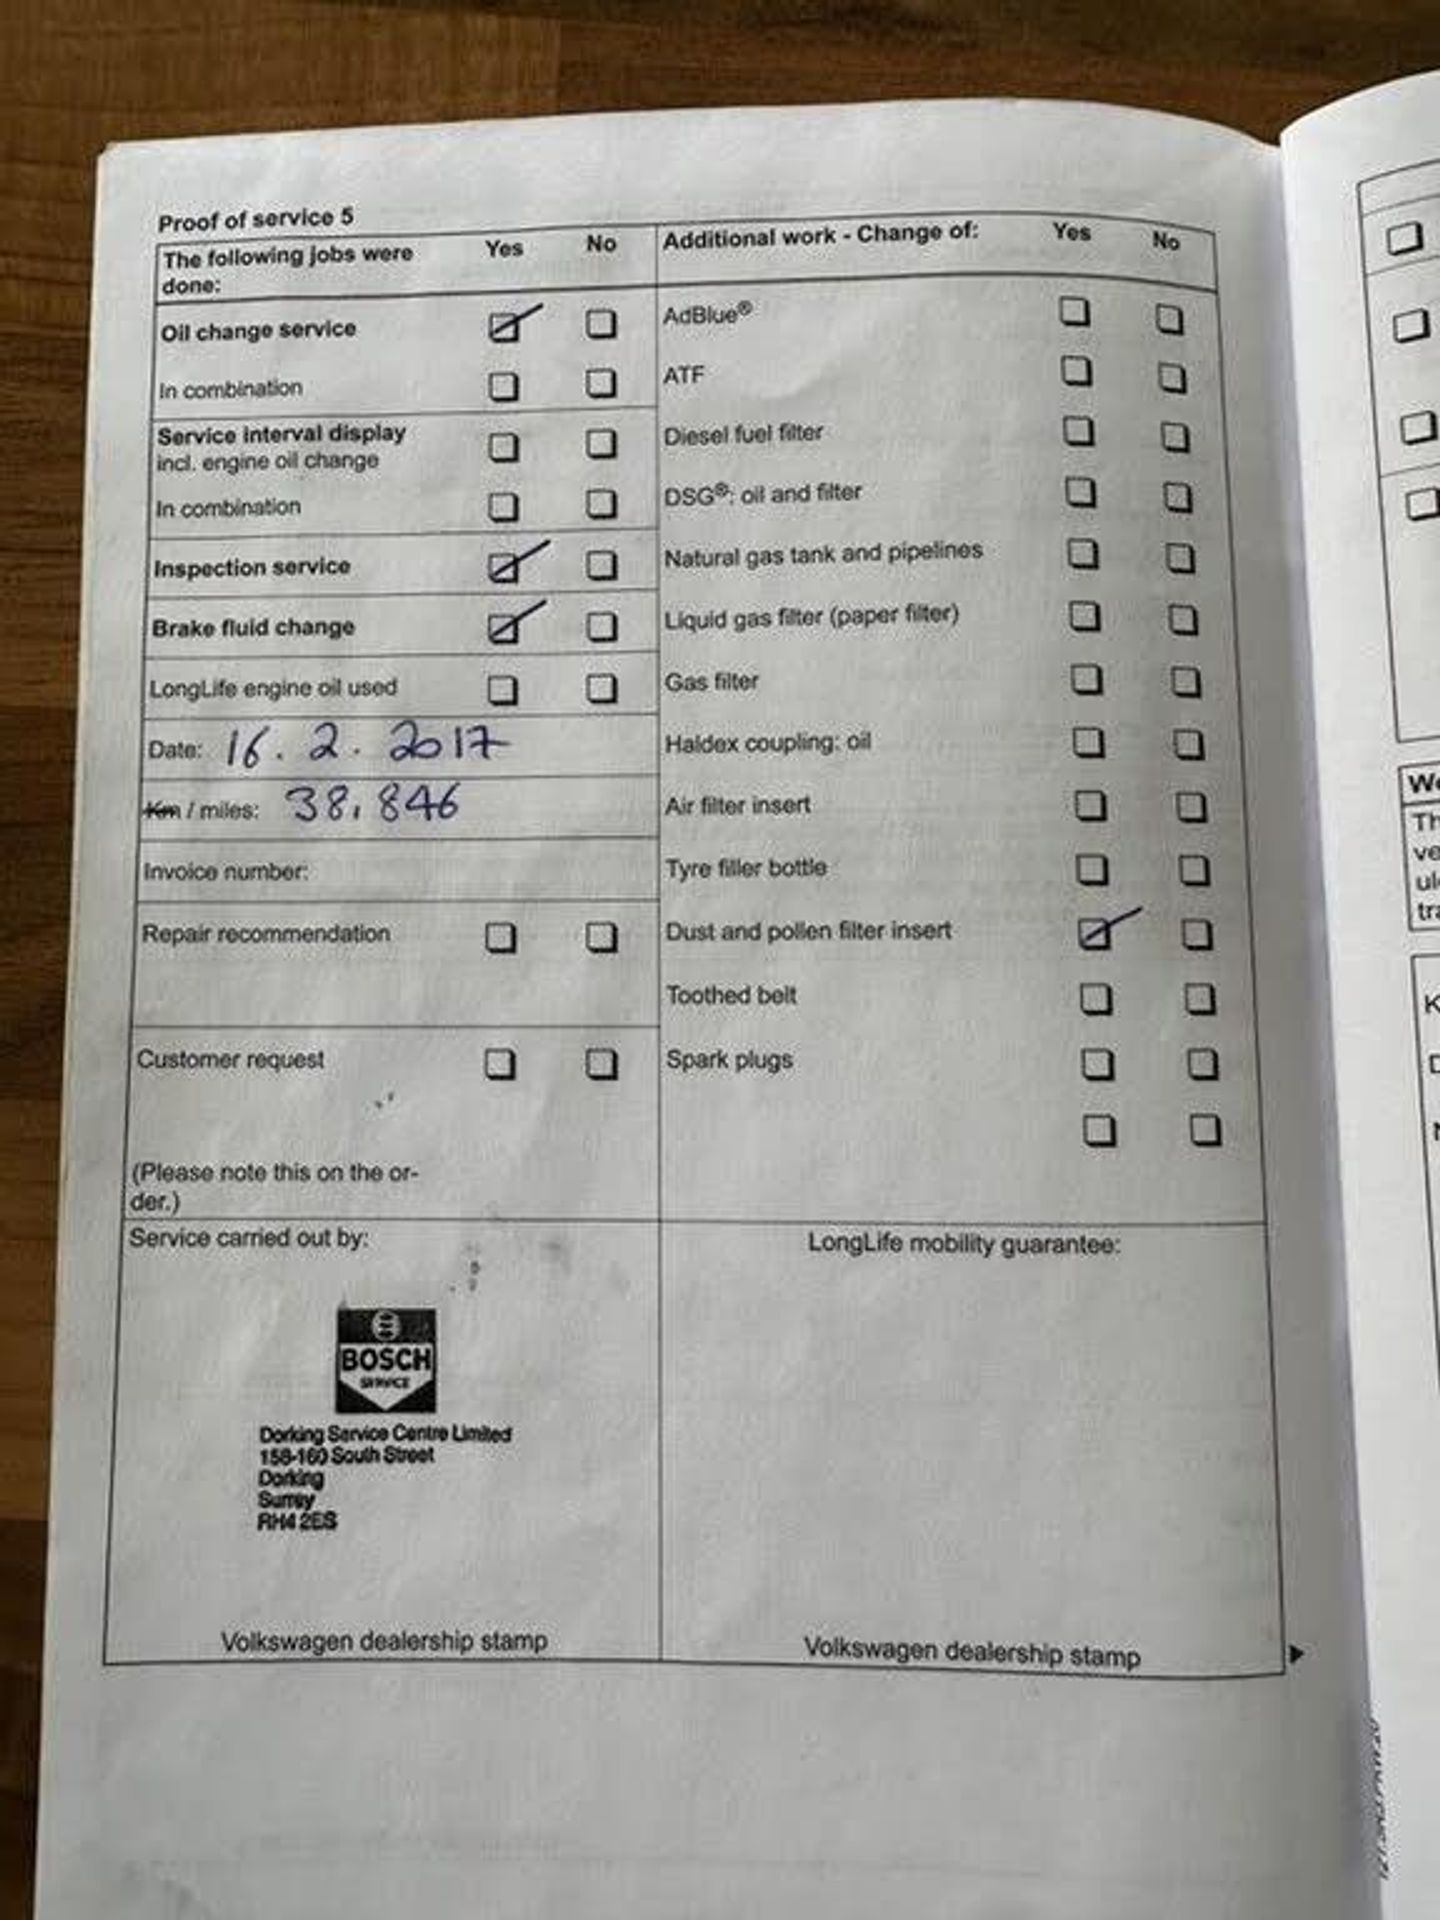 Proof of service 5
The following jobs were
done:
Yes No
Oil change service
In combination
Service interval display
incl. engine oil change
In combination
Inspection service
Brake fluid change
LongLife engine oil used
Date: 16. 2. 2017
Km / miles: 38,846
Invoice number:
Repair recommendation
Customer request
(Please note this on the or-
der.)
Service carried out by:
BOSCH
SERVICE
Dorking Service Centre Limited
158-160 South Street
Dorking
Surrey
RH4 2ES
Volkswagen dealership stamp
Additional work - Change of: Yes No
AdBlue®
ATF
Diesel fuel filter
DSG®: oil and filter
Natural gas tank and pipelines
Liquid gas filter (paper filter)
Gas filter
Haldex coupling: oil
Air filter insert
Tyre filler bottle
Dust and pollen filter insert
Toothed belt
Spark plugs
LongLife mobility guarantee:
Volkswagen dealership stamp